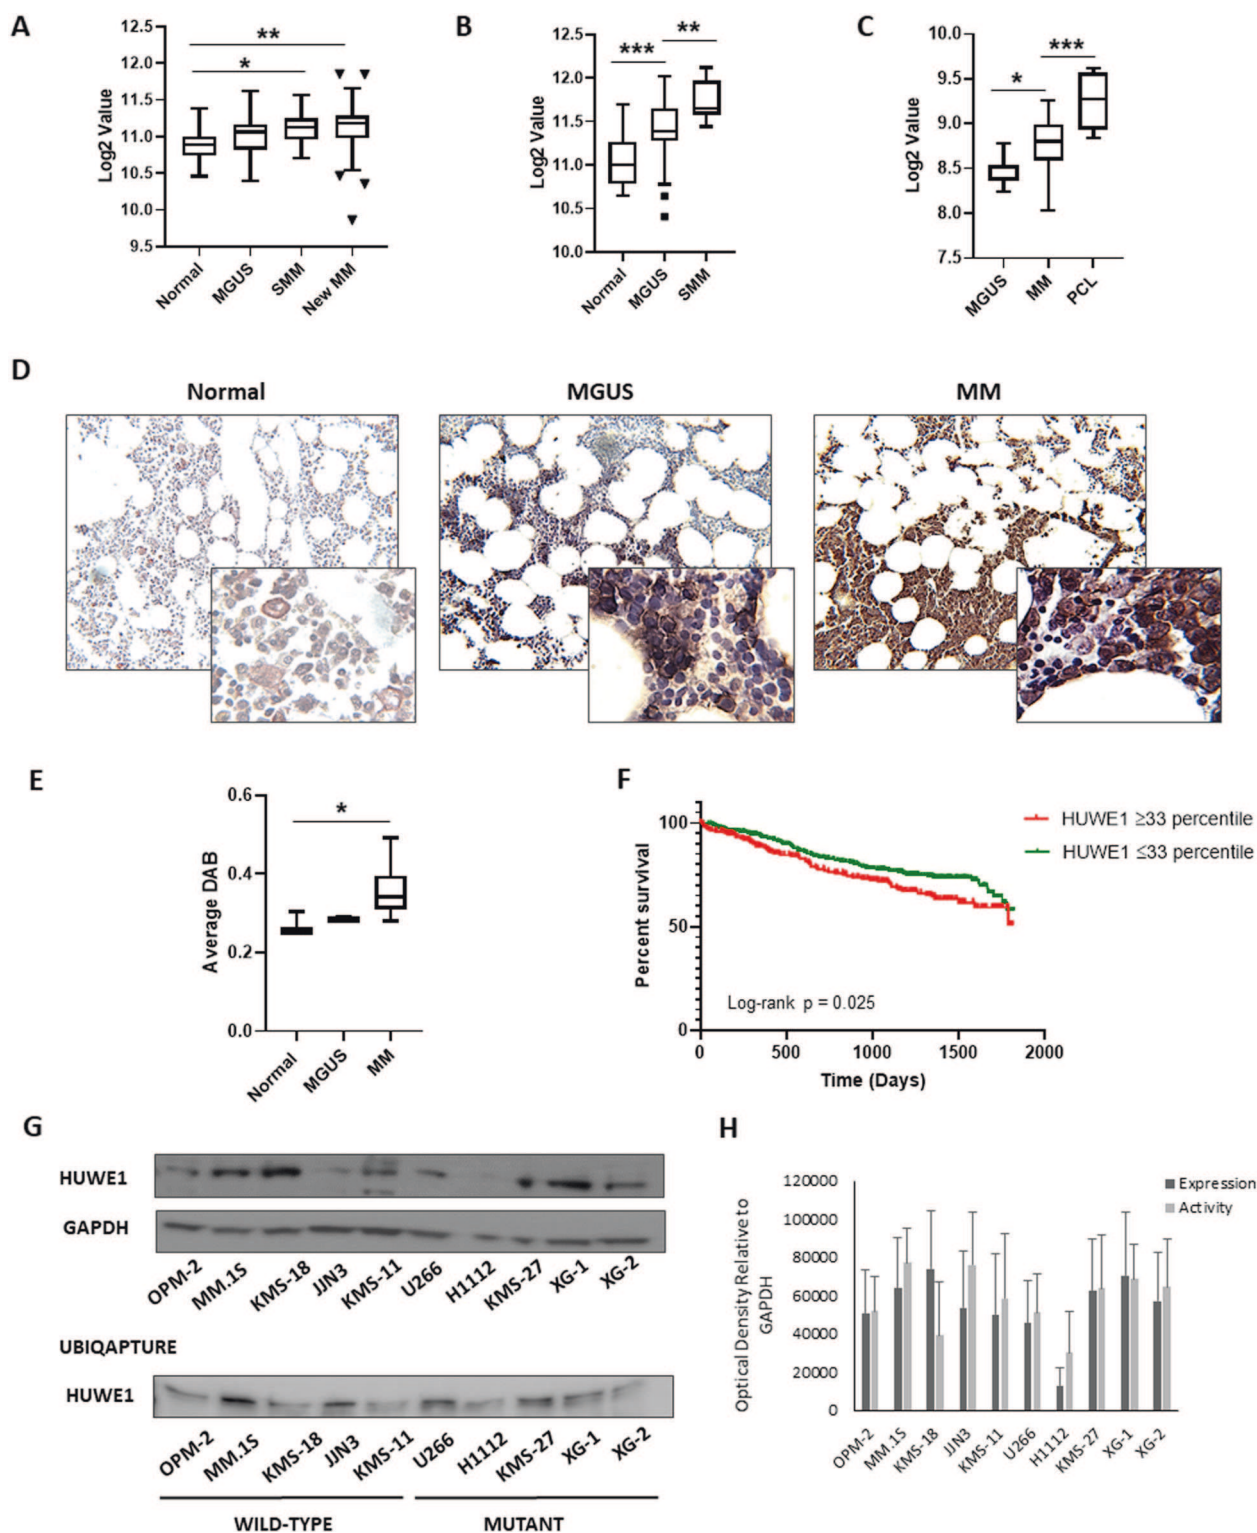 A
12.5
12.0
11.5
11.0
10.5
10.0
9.5
Log2 Value
**
*
Normal
MGUS
SMM
New MM
B
12.5
12.0
11.5
11.0
10.5
10.0
Log2 Value
***
**
Normal
MGUS
SMM
C
10.0
9.5
9.0
8.5
8.0
7.5
Log2 Value
*
***
MGUS
MM
PCL
D
Normal
MGUS
MM
E
0.6
0.4
0.2
0.0
Average DAB
*
Normal
MGUS
MM
F
100
50
0
Percent survival
HUWE1 ≥33 percentile
HUWE1 ≤33 percentile
Log-rank p = 0.025
0 500 1000 1500 2000
Time (Days)
G
HUWE1
GAPDH
OPM-2
MM.1S
KMS-18
JJN3
KMS-11
U266
H1112
KMS-27
XG-1
XG-2
UBIQAPTURE
HUWE1
OPM-2
MM.1S
KMS-18
JJN3
KMS-11
U266
H1112
KMS-27
XG-1
XG-2
WILD-TYPE
MUTANT
H
120000
100000
80000
60000
40000
20000
0
Optical Density Relative to
GAPDH
Expression
Activity
OPM-2
MM.1S
KMS-18
JJN3
KMS-11
U266
H1112
KMS-27
XG-1
XG-2